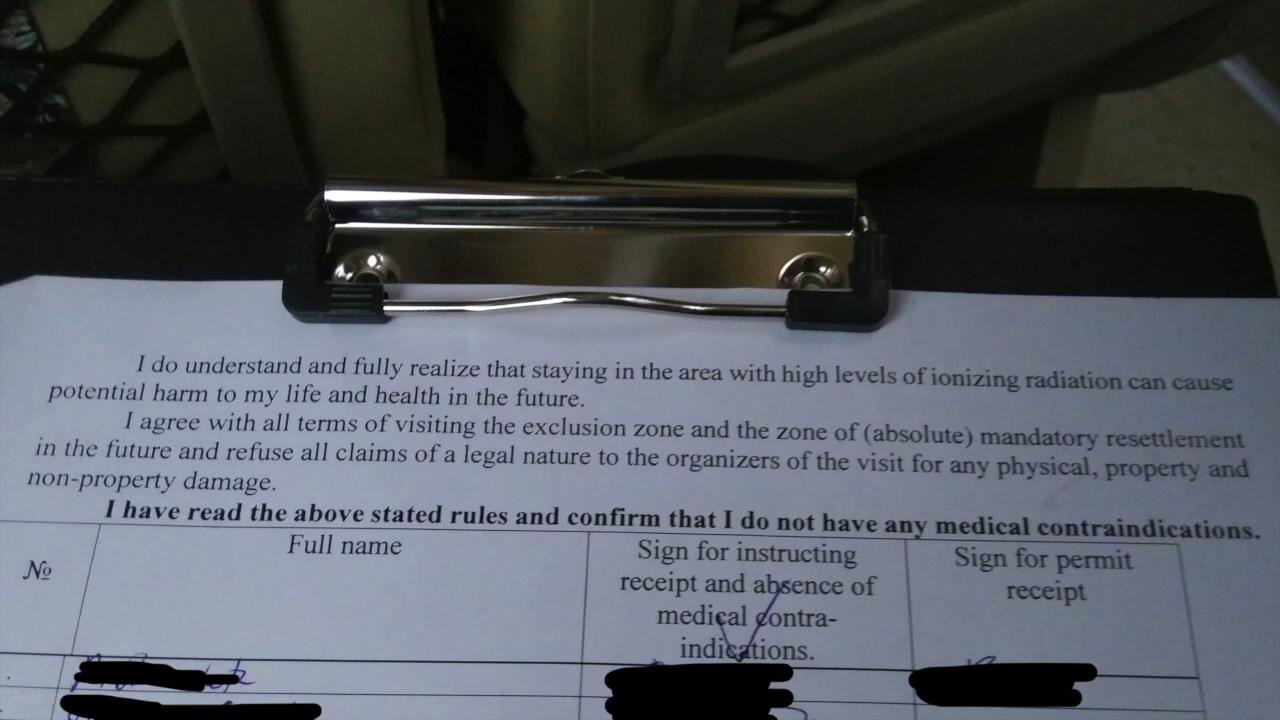 I do understand and fully realize that staying in the area with high levels of ionizing radiation can cause
potential harm to my life and health in the future.
I agree with all terms of visiting the exclusion zone and the zone of (absolute) mandatory resettlement
in the future and refuse all claims of a legal nature to the organizers of the visit for any physical, property and
non-property damage.
I have read the above stated rules and confirm that I do not have any medical contraindications.
№
Full name
Sign for instructing
receipt and absence of
medical contra-
indications.
Sign for permit
receipt